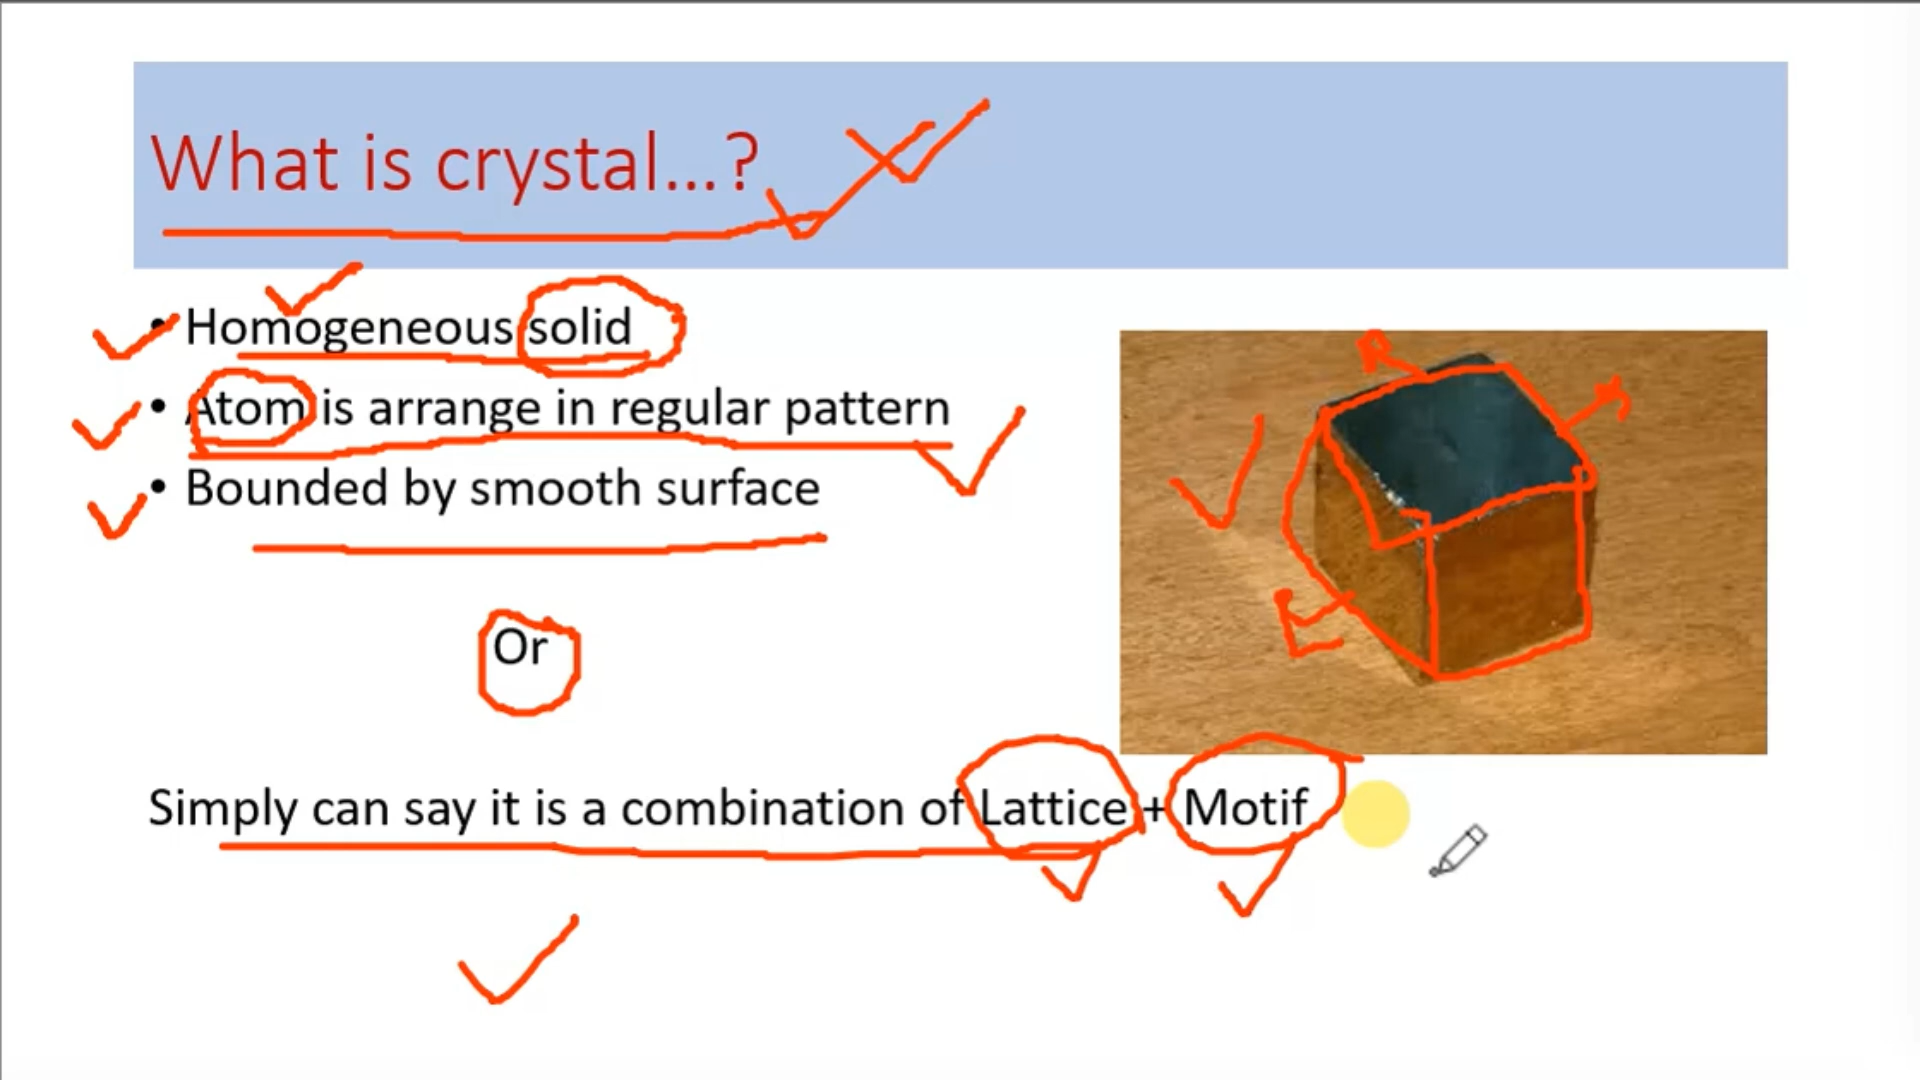 What is crystal...?
• Homogeneous solid
• Atom is arrange in regular pattern
• Bounded by smooth surface
Or
Simply can say it is a combination of Lattice + Motif